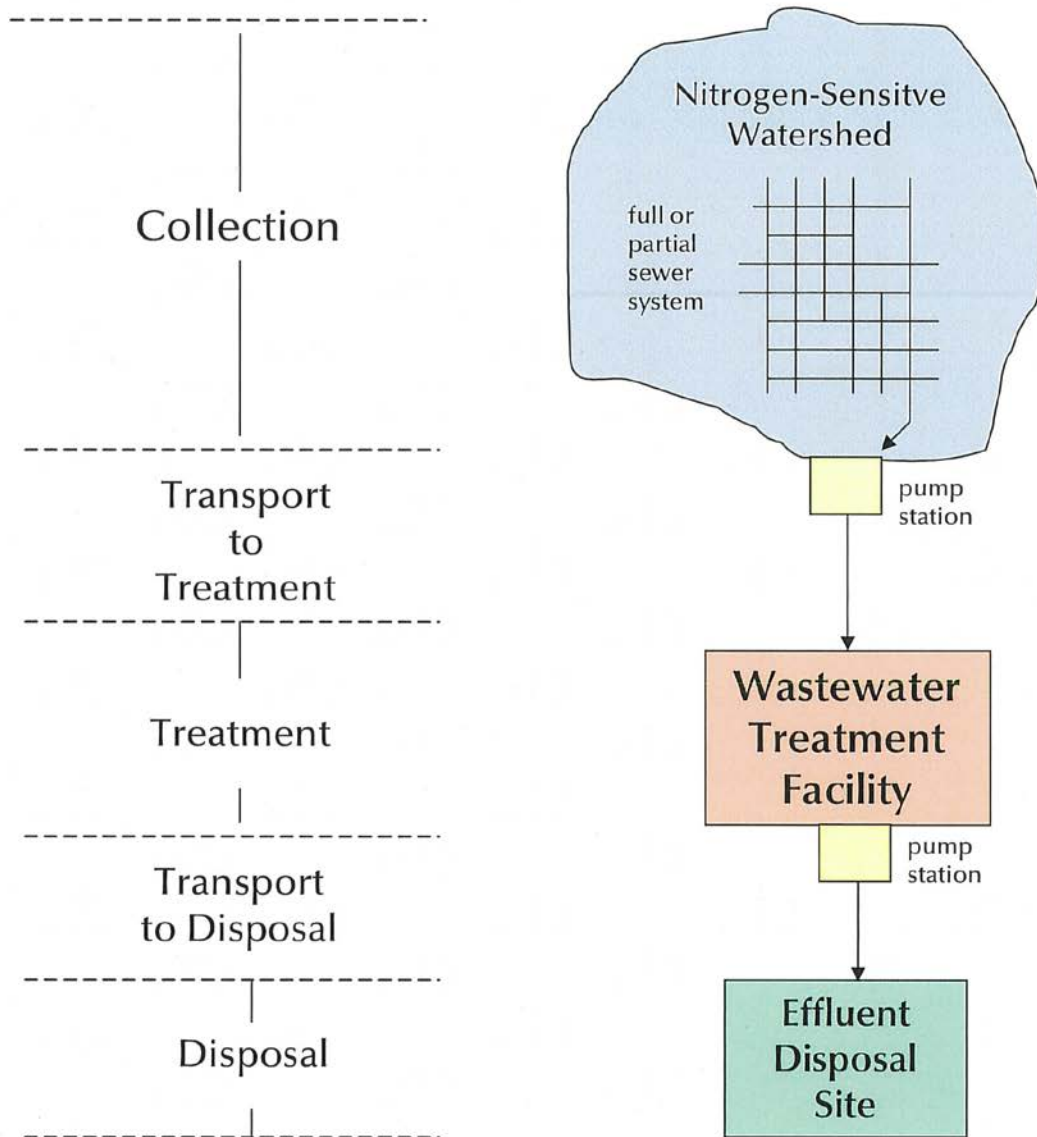 Collection
Transport
to
Treatment
Treatment
Transport
to Disposal
Disposal
Nitrogen-Sensitve
Watershed
full or
partial
sewer
system
pump
station
Wastewater
Treatment
Facility
pump
station
Effluent
Disposal
Site